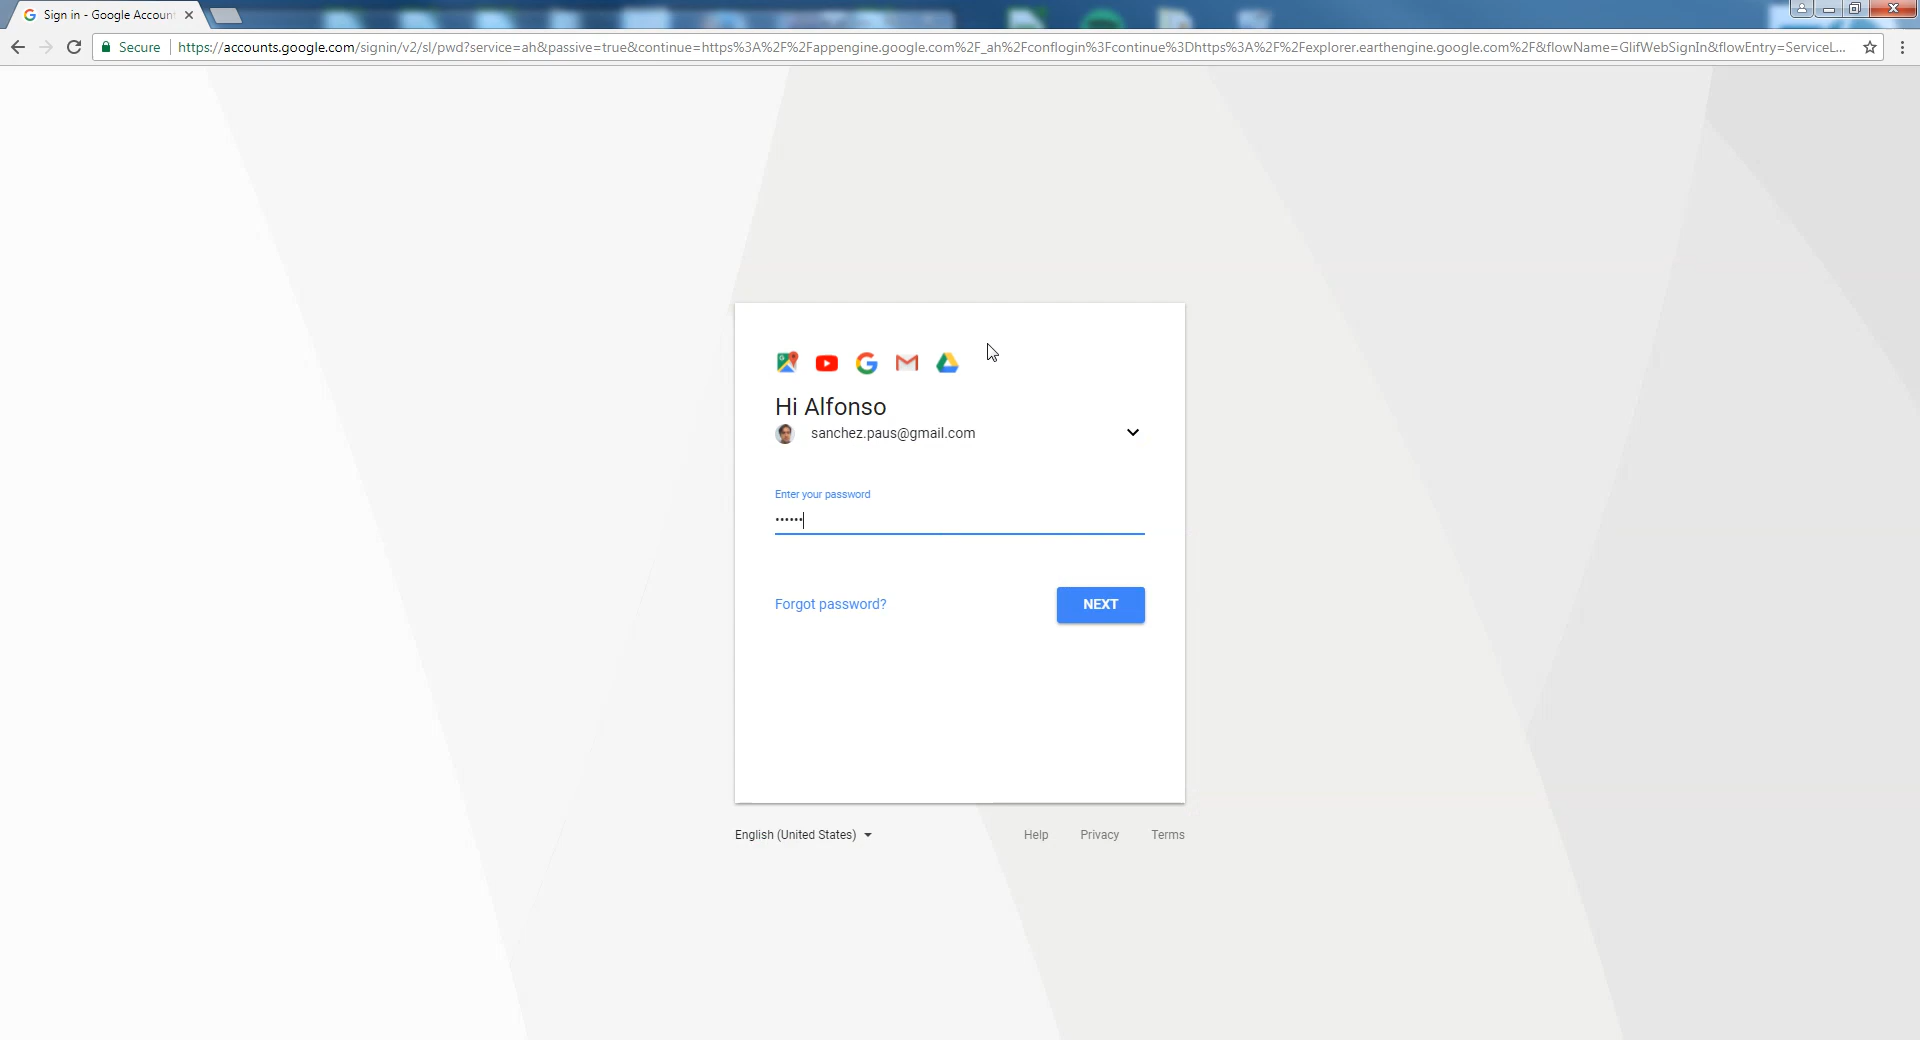 Sign in - Google Accoun
Secure
https://accounts.google.com/signin/v2/sl/pwd?service=ah&passive=true&continue=https%3A%2F%2Fappengine.google.com%2F_ah%2Fconflogin%3Fcontinue%3Dhttps%3A%2F%2Fexplorer.earthengine.google.com%2F&flowName=GlifWebSignIn&flowEntry=ServiceL...
Hi Alfonso
sanchez.paus@gmail.com
Enter your password
••••••
Forgot password?
NEXT
English (United States)
Help Privacy Terms